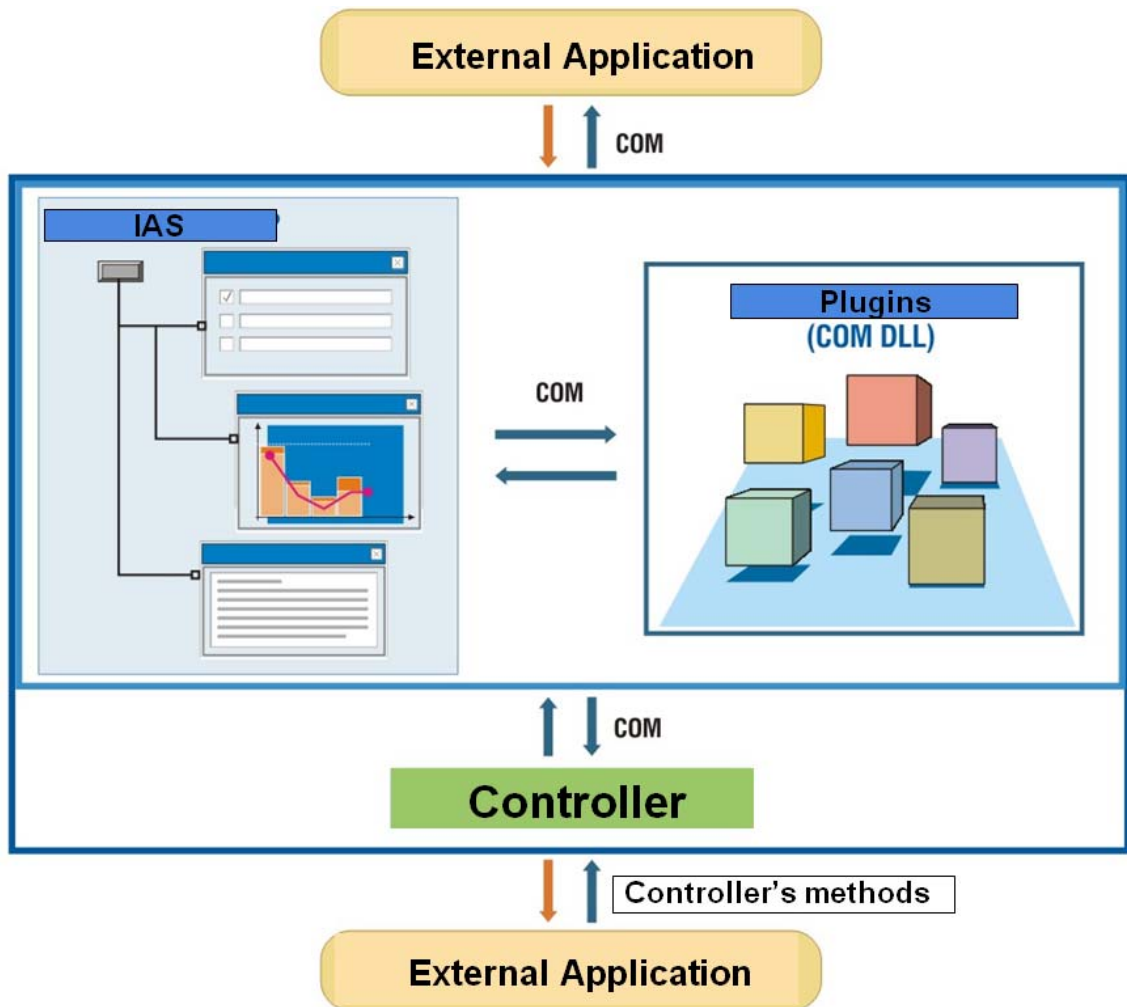 External Application
COM
IAS
Plugins
(COM DLL)
COM
COM
Controller
Controller's methods
External Application